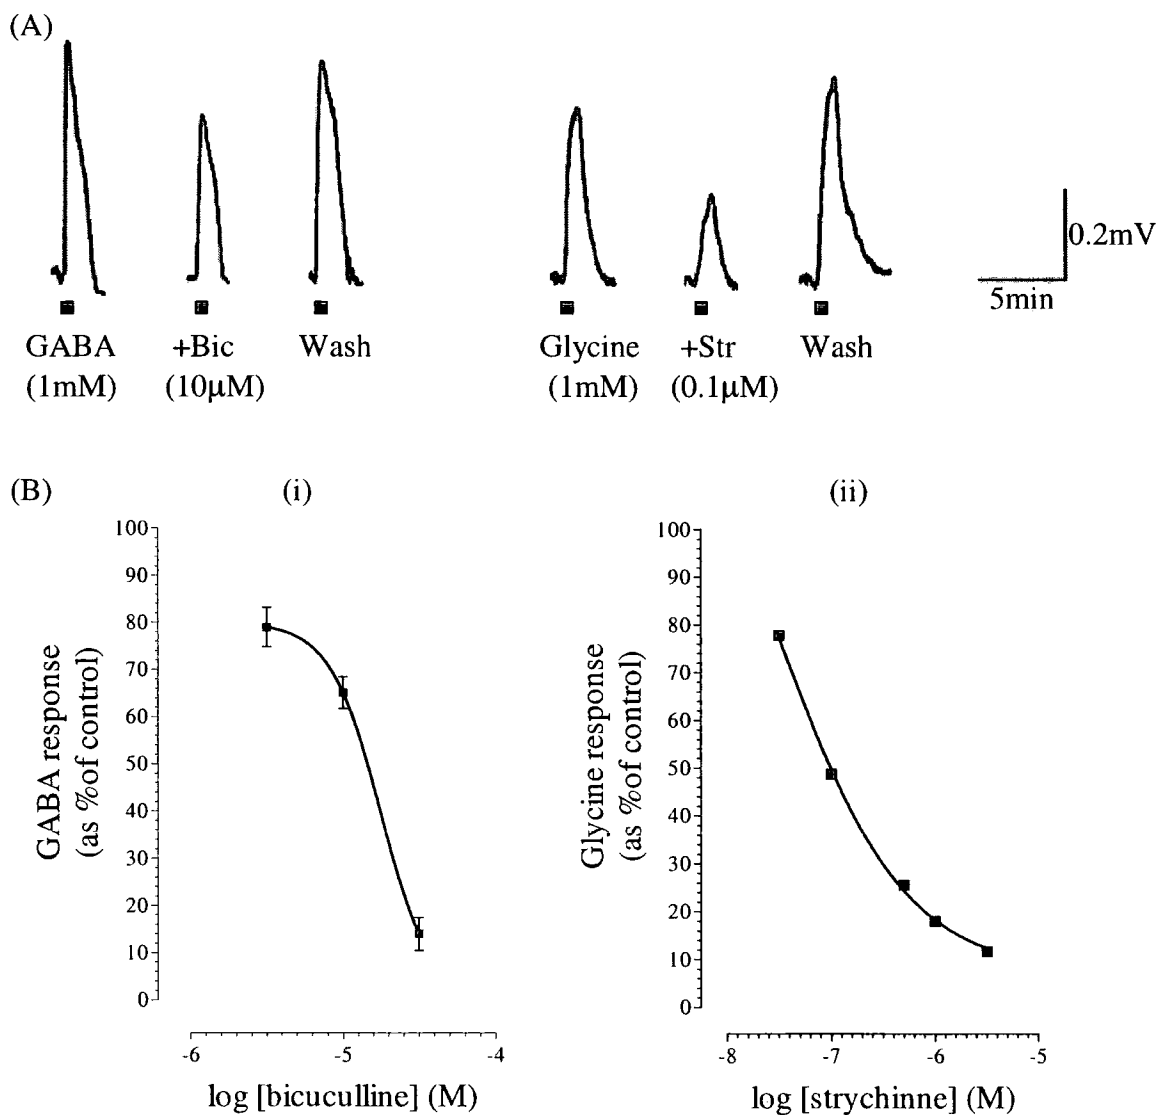 (A)
0.2mV
5min
GABA +Bic Wash Glycine +Str Wash
(1mM) (10µM) (1mM) (0.1µM)
(B) (i) (ii)
100
90
80
70
60
50
40
30
20
10
0
GABA response
(as %of control)
-6 -5 -4
log [bicuculline] (M)
100
90
80
70
60
50
40
30
20
10
0
Glycine response
(as %of control)
-8 -7 -6 -5
log [strychinne] (M)